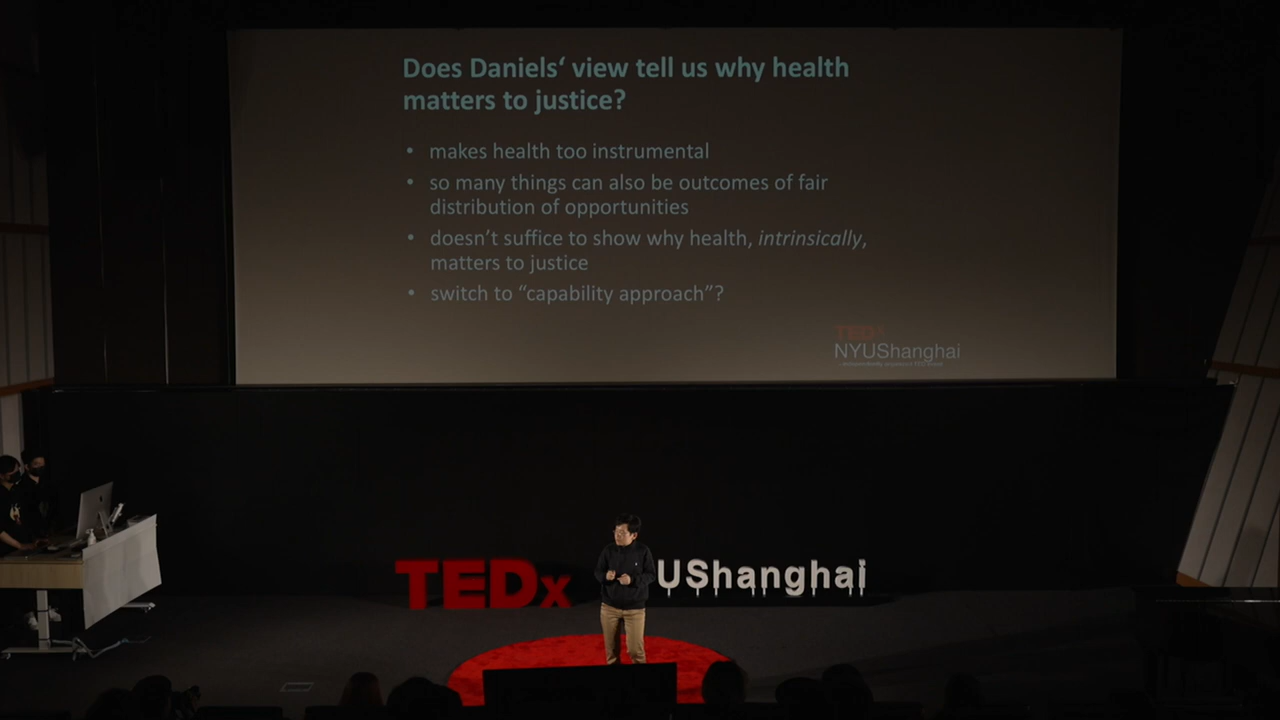 Does Daniels‘ view tell us why health
matters to justice?
• makes health too instrumental
• so many things can also be outcomes of fair
distribution of opportunities
• doesn’t suffice to show why health, intrinsically,
matters to justice
• switch to “capability approach”?
TEDx
NYUShanghai
TEDx UShanghai